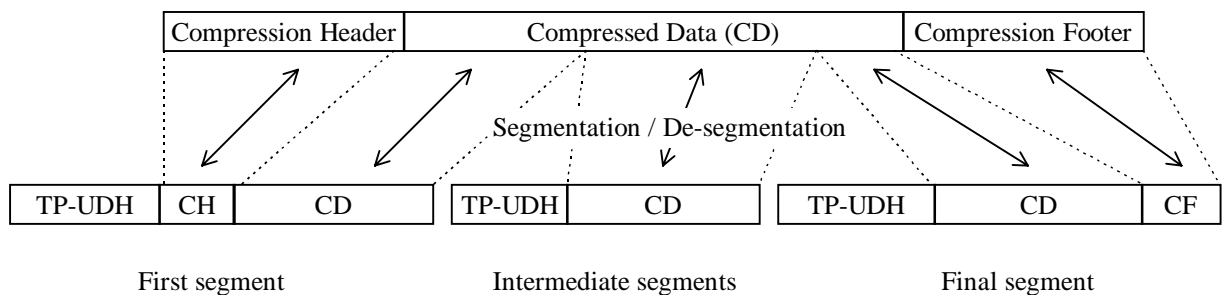 Compression Header Compressed Data (CD) Compression Footer
Segmentation / De-segmentation
TP-UDH CH CD TP-UDH CD TP-UDH CD CF
First segment Intermediate segments Final segment